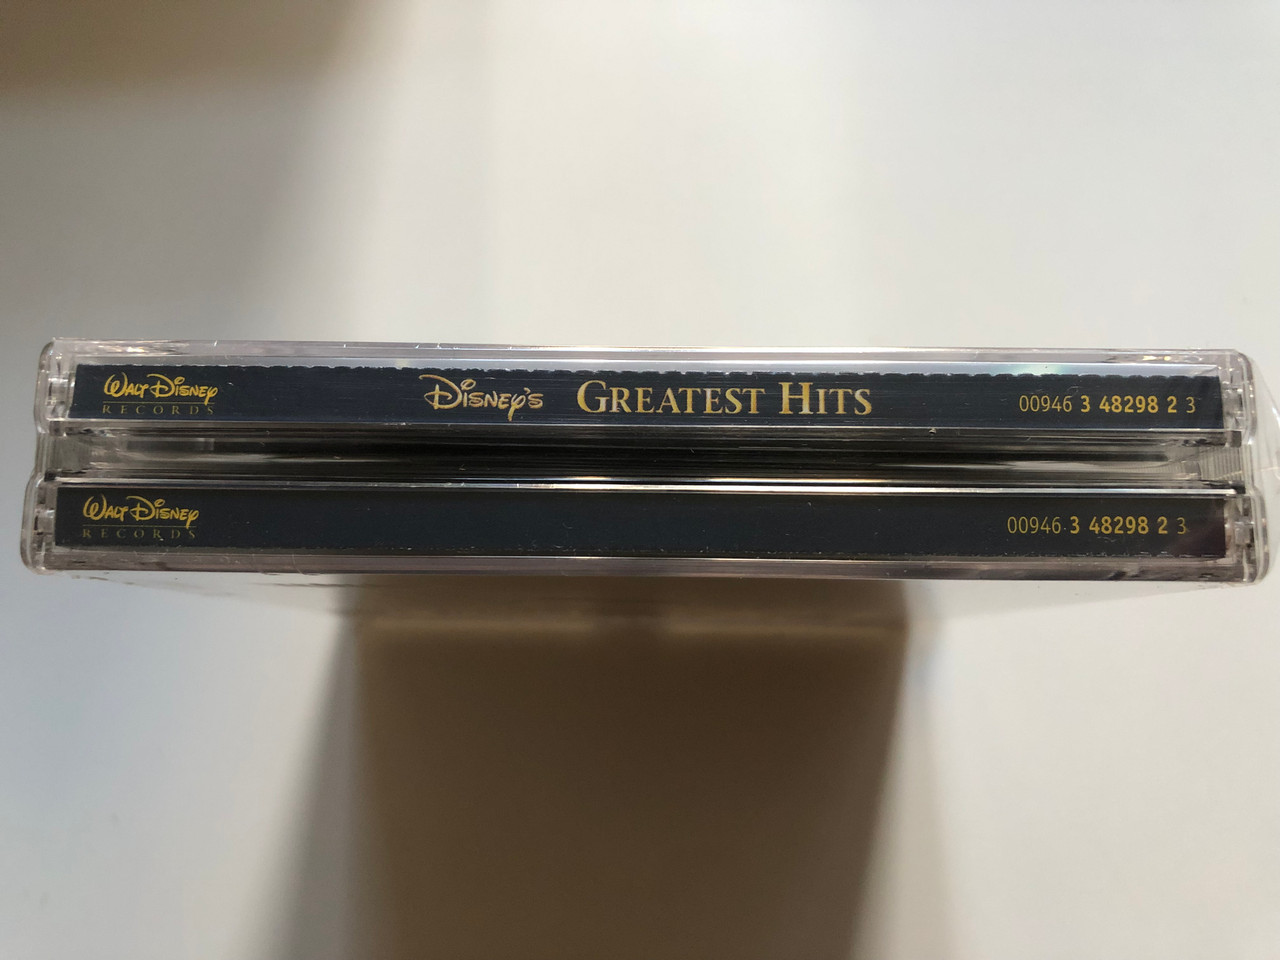 WALT DISNEY
RECORDS
DISNEY'S GREATEST HITS
00946 3 48298 2 3
WALT DISNEY
RECORDS
00946 3 48298 2 3